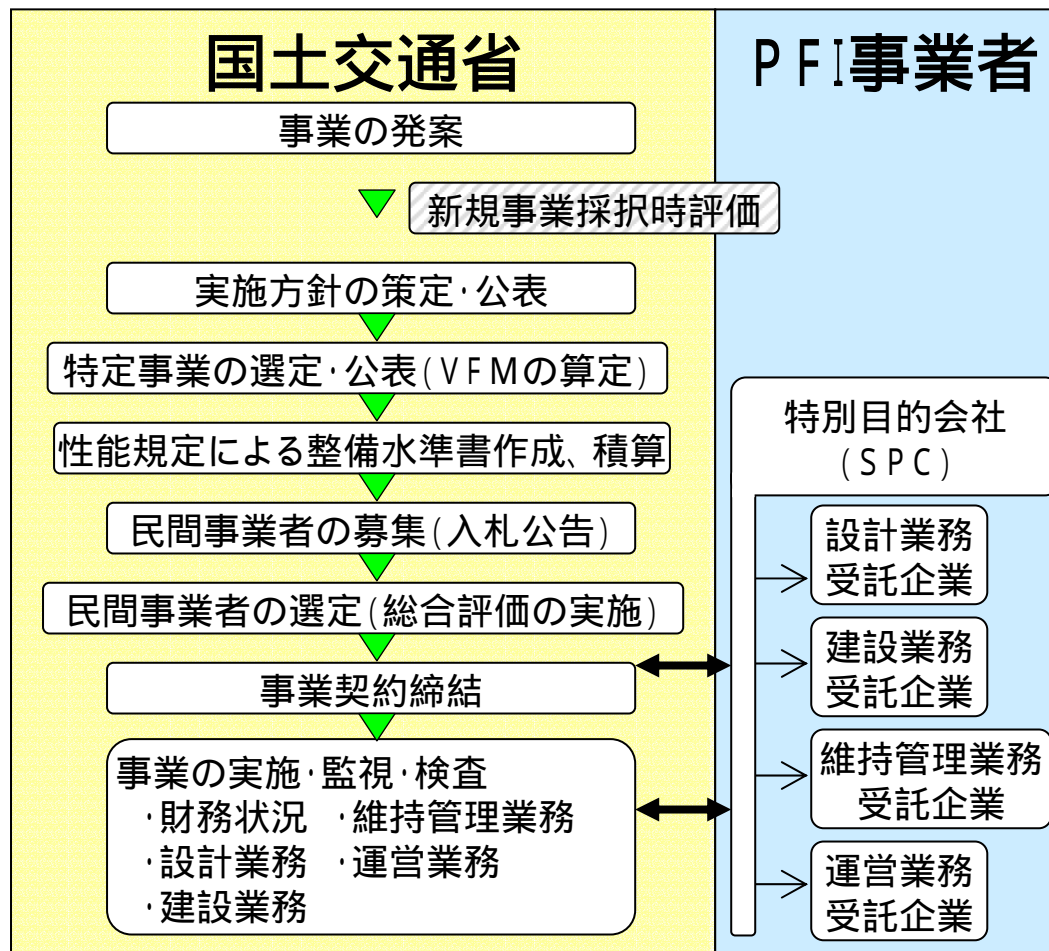 国土交通省
事業の発案
新規事業採択時評価
実施方針の策定・公表
特定事業の選定・公表(VFMの算定)
性能規定による整備水準書作成、積算
民間事業者の募集(入札公告)
民間事業者の選定(総合評価の実施)
事業契約締結
事業の実施・監視・検査
・財務状況 ・維持管理業務
・設計業務 ・運営業務
・建設業務
PFI事業者
特別目的会社
(SPC)
設計業務
受託企業
建設業務
受託企業
維持管理業務
受託企業
運営業務
受託企業